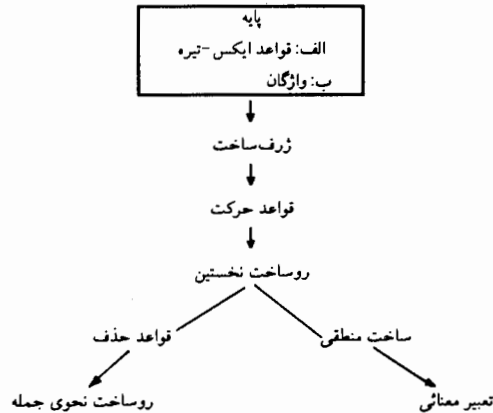 پایه
الف: قواعد ایکس-تیره
ب: واژگان
ژرف‌ساخت
قواعد حرکت
روساخت نخستین
ساخت منطقی
قواعد حذف
تعبیر معنائی
روساخت نحوی جمله